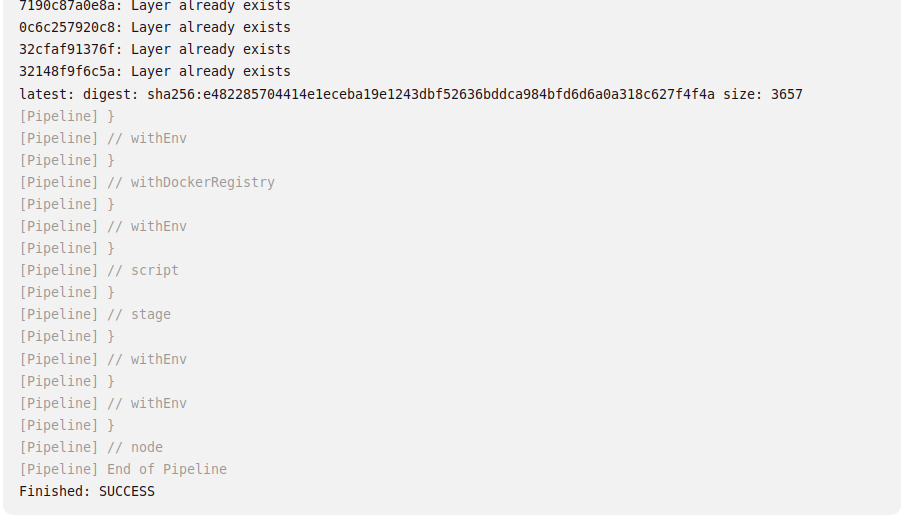 7190c87a0e8a: Layer already exists
0c6c257920c8: Layer already exists
32cfaf91376f: Layer already exists
32148f9f6c5a: Layer already exists
latest: digest: sha256:e482285704414e1eceba19e1243dbf52636bddca984bfd6d6a0a318c627f4f4a size: 3657
[Pipeline] }
[Pipeline] // withEnv
[Pipeline] }
[Pipeline] // withDockerRegistry
[Pipeline] }
[Pipeline] // withEnv
[Pipeline] }
[Pipeline] // script
[Pipeline] }
[Pipeline] // stage
[Pipeline] }
[Pipeline] // withEnv
[Pipeline] }
[Pipeline] // withEnv
[Pipeline] }
[Pipeline] // node
[Pipeline] End of Pipeline
Finished: SUCCESS